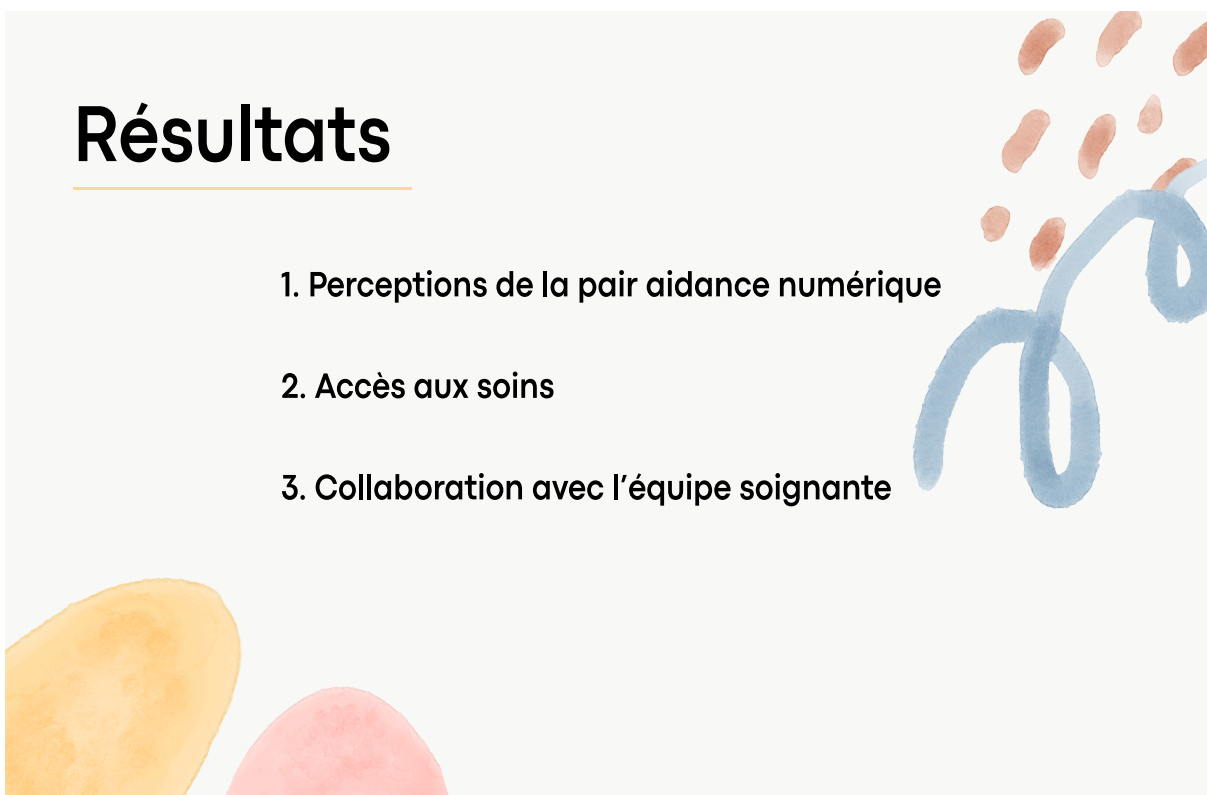 Résultats
1. Perceptions de la pair aidance numérique
2. Accès aux soins
3. Collaboration avec l’équipe soignante